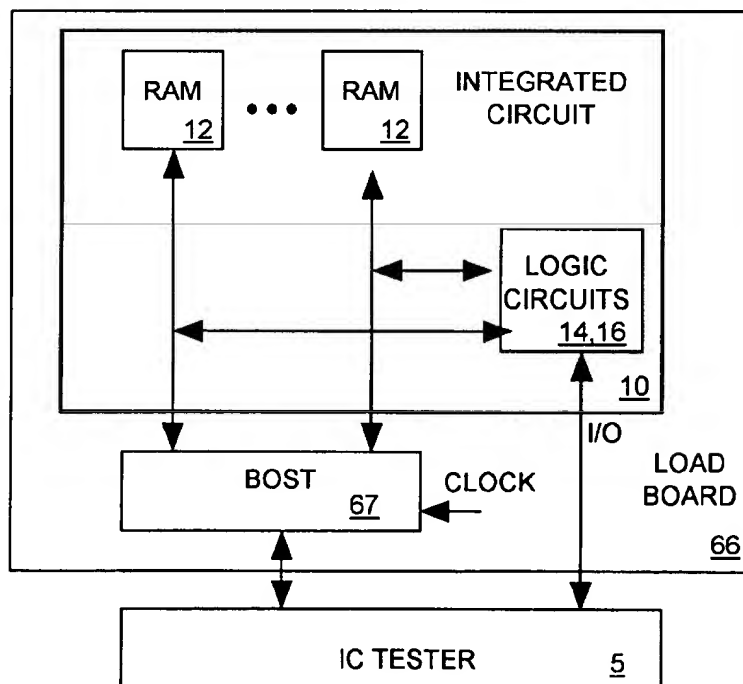 RAM
12
RAM
12
INTEGRATED
CIRCUIT
LOGIC
CIRCUITS
14,16
10
I/O
BOST
67
CLOCK
LOAD
BOARD
66
IC TESTER
5